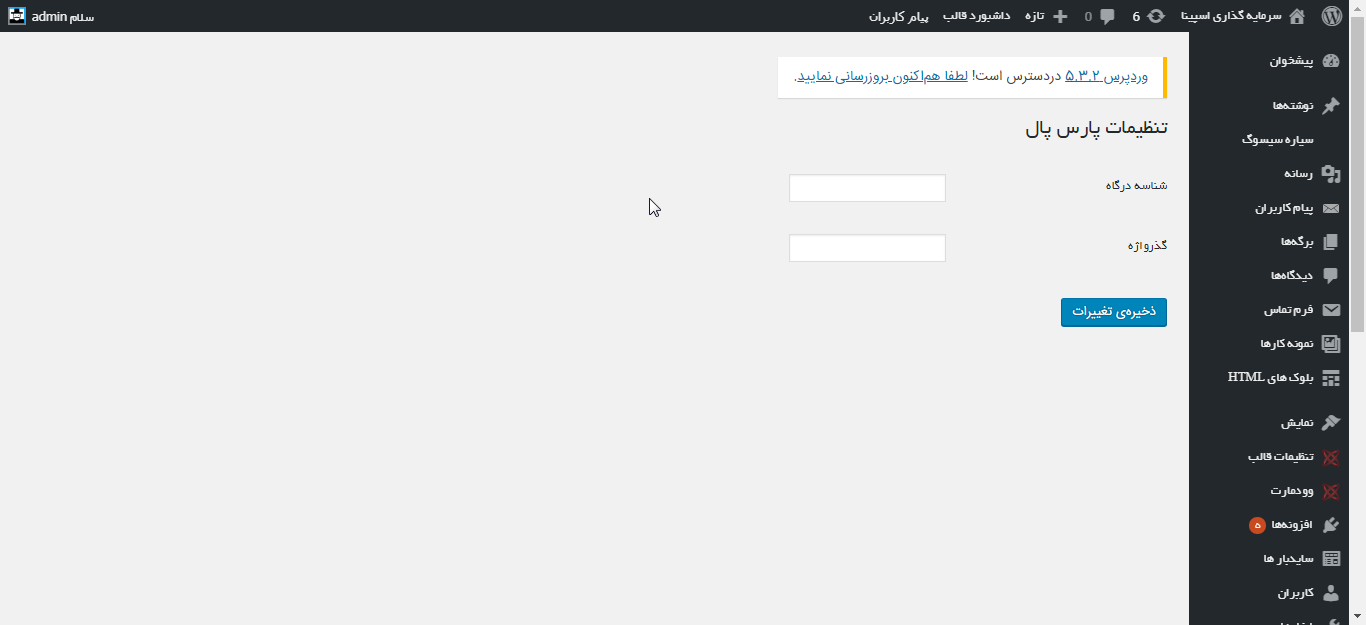 سرمایه گذاری اسپینا
6
0
تازه
داشبورد قالب
پیام کاربران
سلام admin
پیشخوان
نوشته‌ها
سیاره سیسوگ
رسانه
پیام کاربران
برگه‌ها
دیدگاه‌ها
فرم تماس
نمونه کارها
بلوک های HTML
نمایش
تنظیمات قالب
وودمارت
افزونه‌ها ۵
سایدبار ها
کاربران
وردپرس ۵.۳.۲ دردسترس است! لطفا هم‌اکنون بروزرسانی نمایید.
تنظیمات پارس پال
شناسه درگاه
گذرواژه
ذخیره‌ی تغییرات